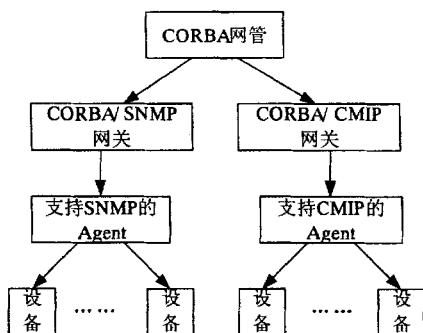 CORBA网管
CORBA/ SNMP
网关
CORBA/ CMIP
网关
支持SNMP的
Agent
支持CMIP的
Agent
设
备
……
设
备
设
备
……
设
备